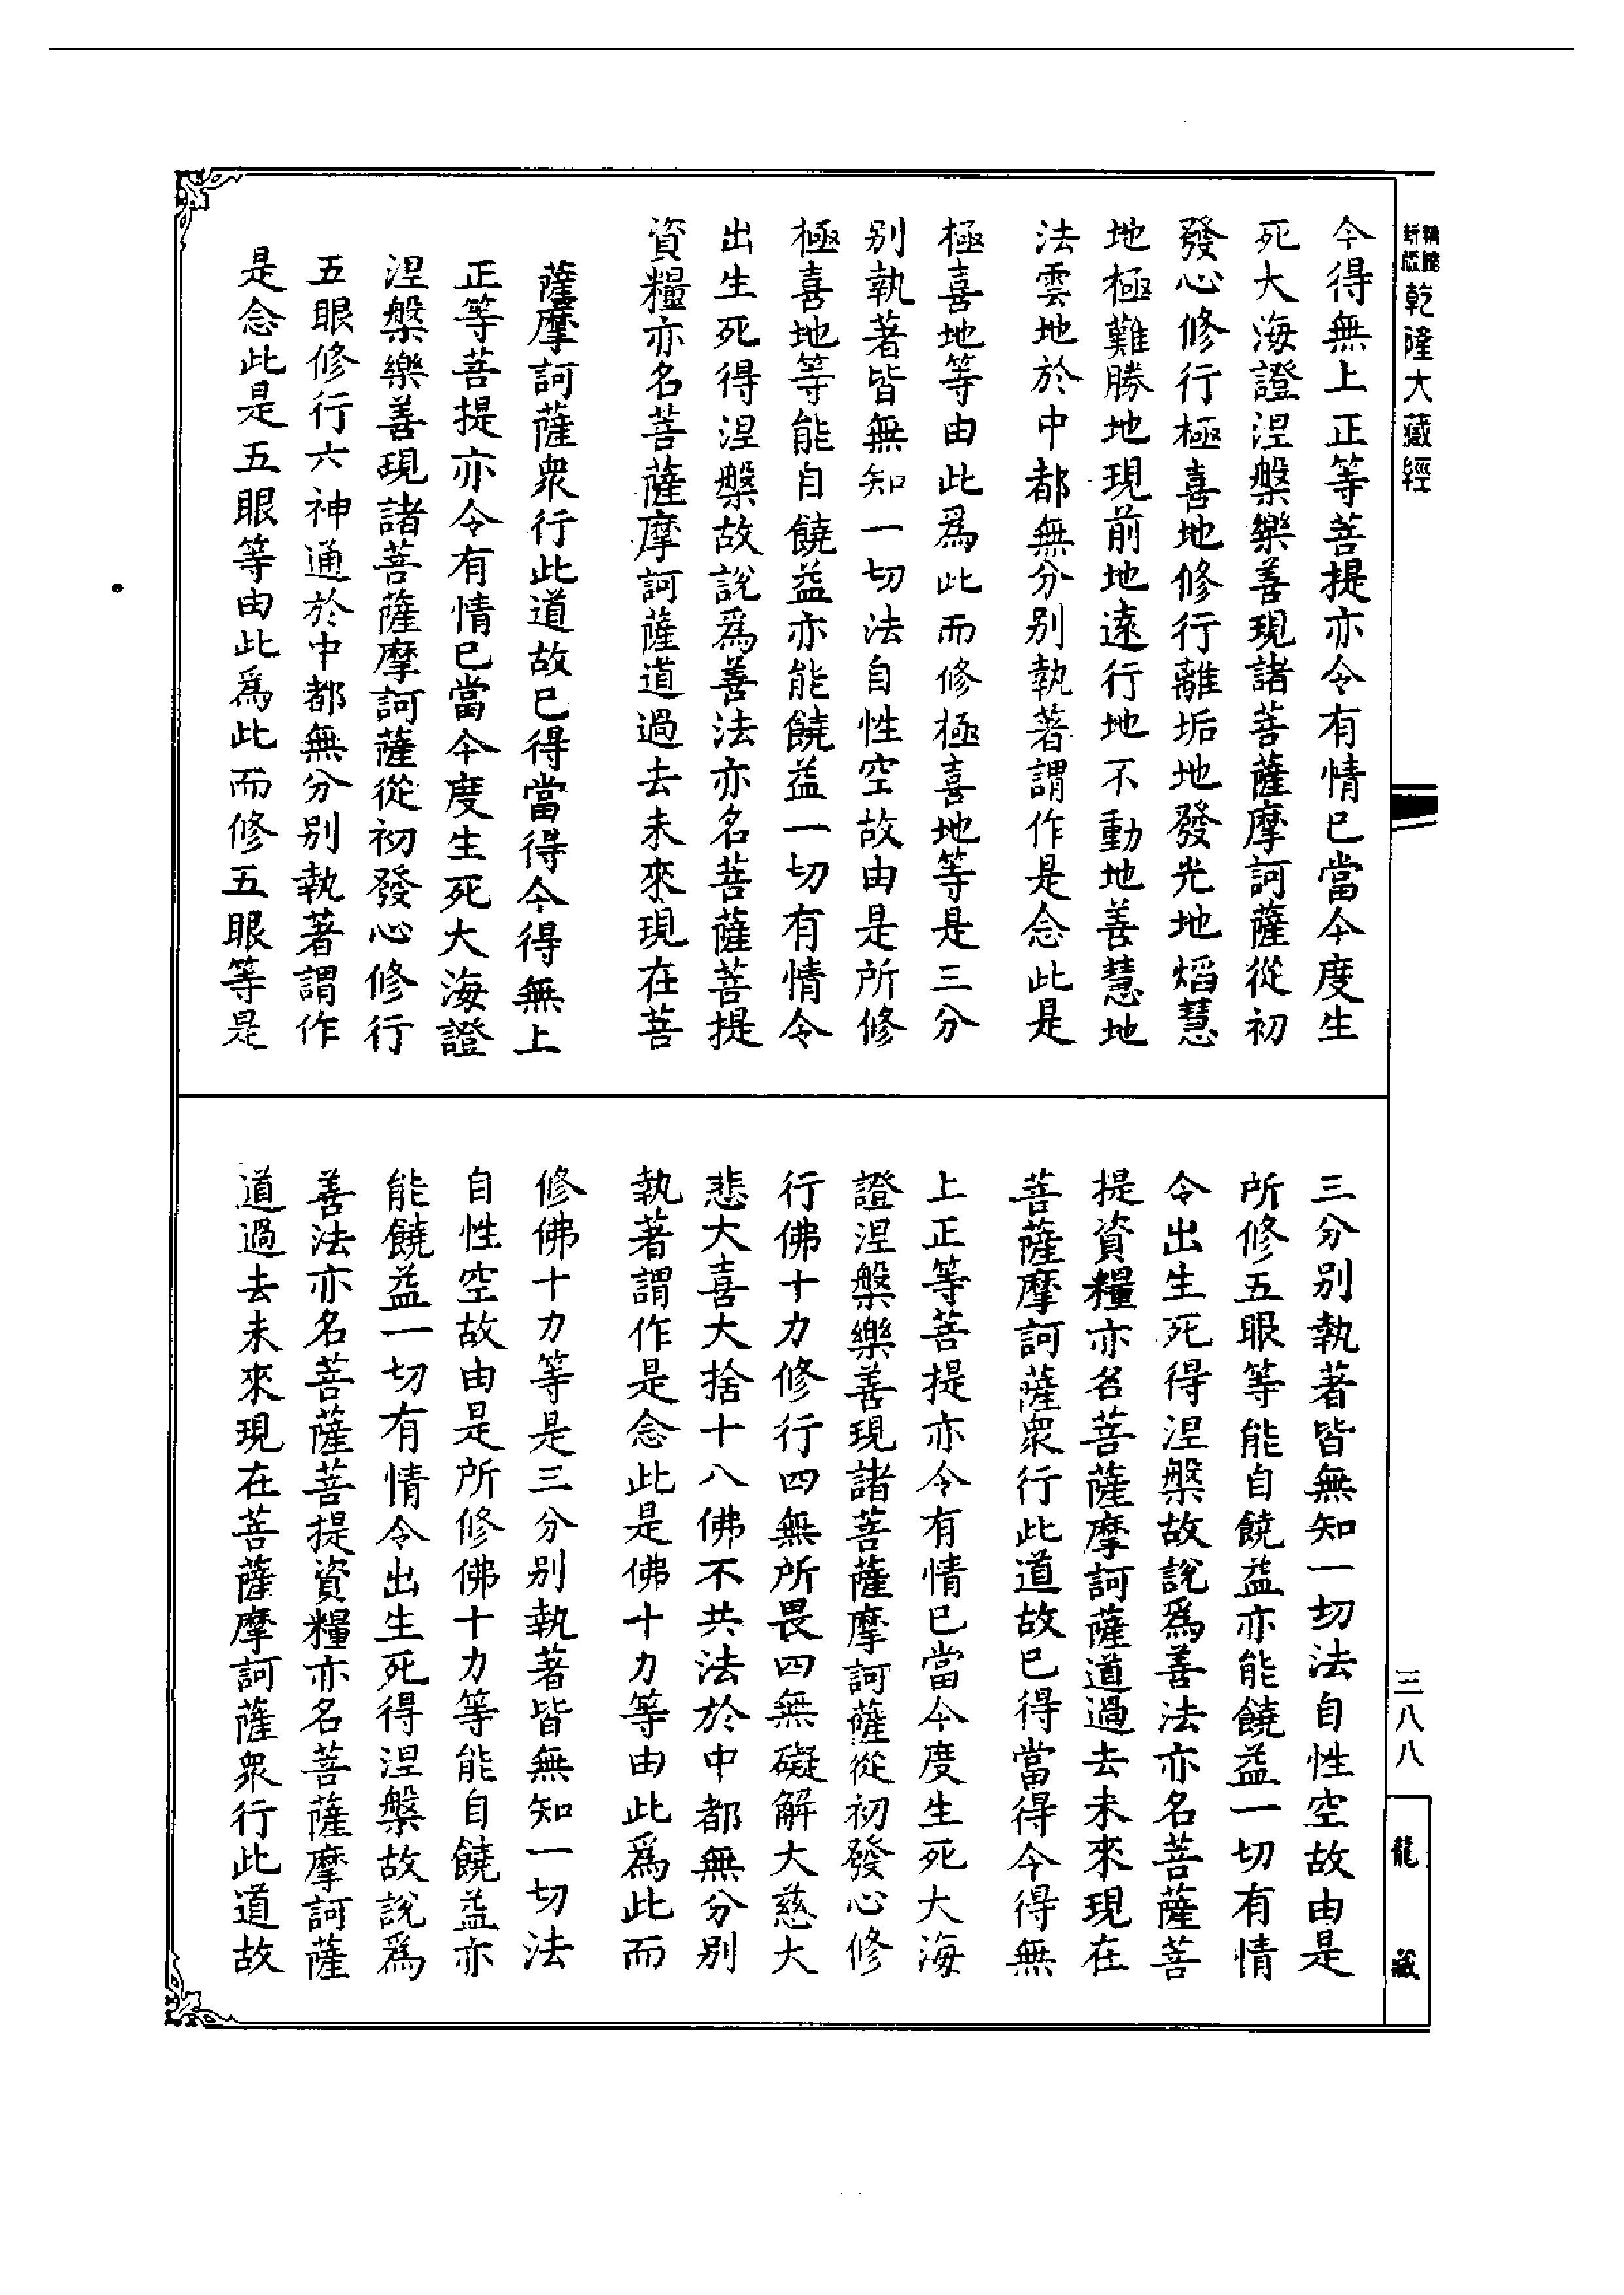 新版精縮乾隆大藏經
今得無上正等菩提亦令有情已當今度生
死大海證涅槃樂善現諸菩薩摩訶薩從初
發心修行極喜地修行離垢地發光地焰慧
地極難勝地現前地遠行地不動地善慧地
法雲地於中都無分別執著謂作是念此是
極喜地等由此爲此而修極喜地等是三分
別執著皆無知一切法自性空故由是所修
極喜地等能自饒益亦能饒益一切有情令
出生死得涅槃故說爲善法亦名菩薩菩提
資糧亦名菩薩摩訶薩道過去未來現在菩
薩摩訶薩衆行此道故已得當得今得無上
正等菩提亦令有情已當今度生死大海證
涅槃樂善現諸菩薩摩訶薩從初發心修行
五眼修行六神通於中都無分別執著謂作
是念此是五眼等由此爲此而修五眼等是
三分別執著皆無知一切法自性空故由是
所修五眼等能自饒益亦能饒益一切有情
令出生死得涅槃故說爲善法亦名菩薩菩
提資糧亦名菩薩摩訶薩道過去未來現在
菩薩摩訶薩衆行此道故已得當得今得無
上正等菩提亦令有情已當今度生死大海
證涅槃樂善現諸菩薩摩訶薩從初發心修
行佛十力修行四無所畏四無礙解大慈大
悲大喜大捨十八佛不共法於中都無分別
執著謂作是念此是佛十力等由此爲此而
修佛十力等是三分別執著皆無知一切法
自性空故由是所修佛十力等能自饒益亦
能饒益一切有情令出生死得涅槃故說爲
善法亦名菩薩菩提資糧亦名菩薩摩訶薩
道過去未來現在菩薩摩訶薩衆行此道故
三八八
龍藏